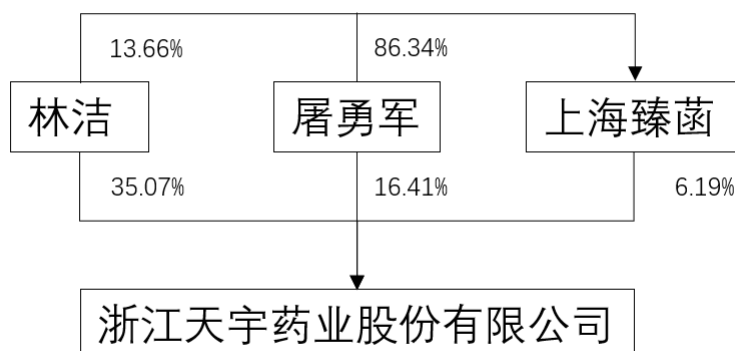 13.66%
86.34%
林洁
屠勇军
上海臻菡
35.07%
16.41%
6.19%
浙江天宇药业股份有限公司